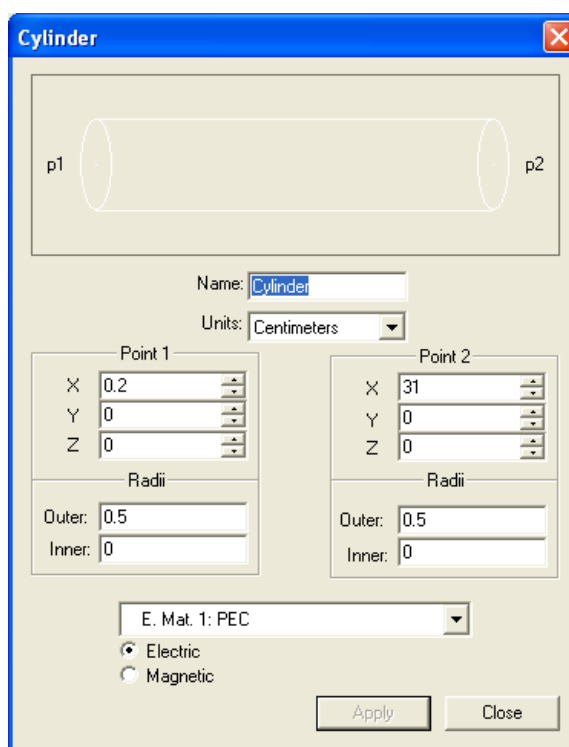 Cylinder
p1 p2
Name: Cylinder
Units: Centimeters
Point 1 Point 2
X 0.2 X 31
Y 0 Y 0
Z 0 Z 0
Radii Radii
Outer: 0.5 Outer: 0.5
Inner: 0 Inner: 0
E. Mat. 1: PEC
Electric
Magnetic
Apply Close